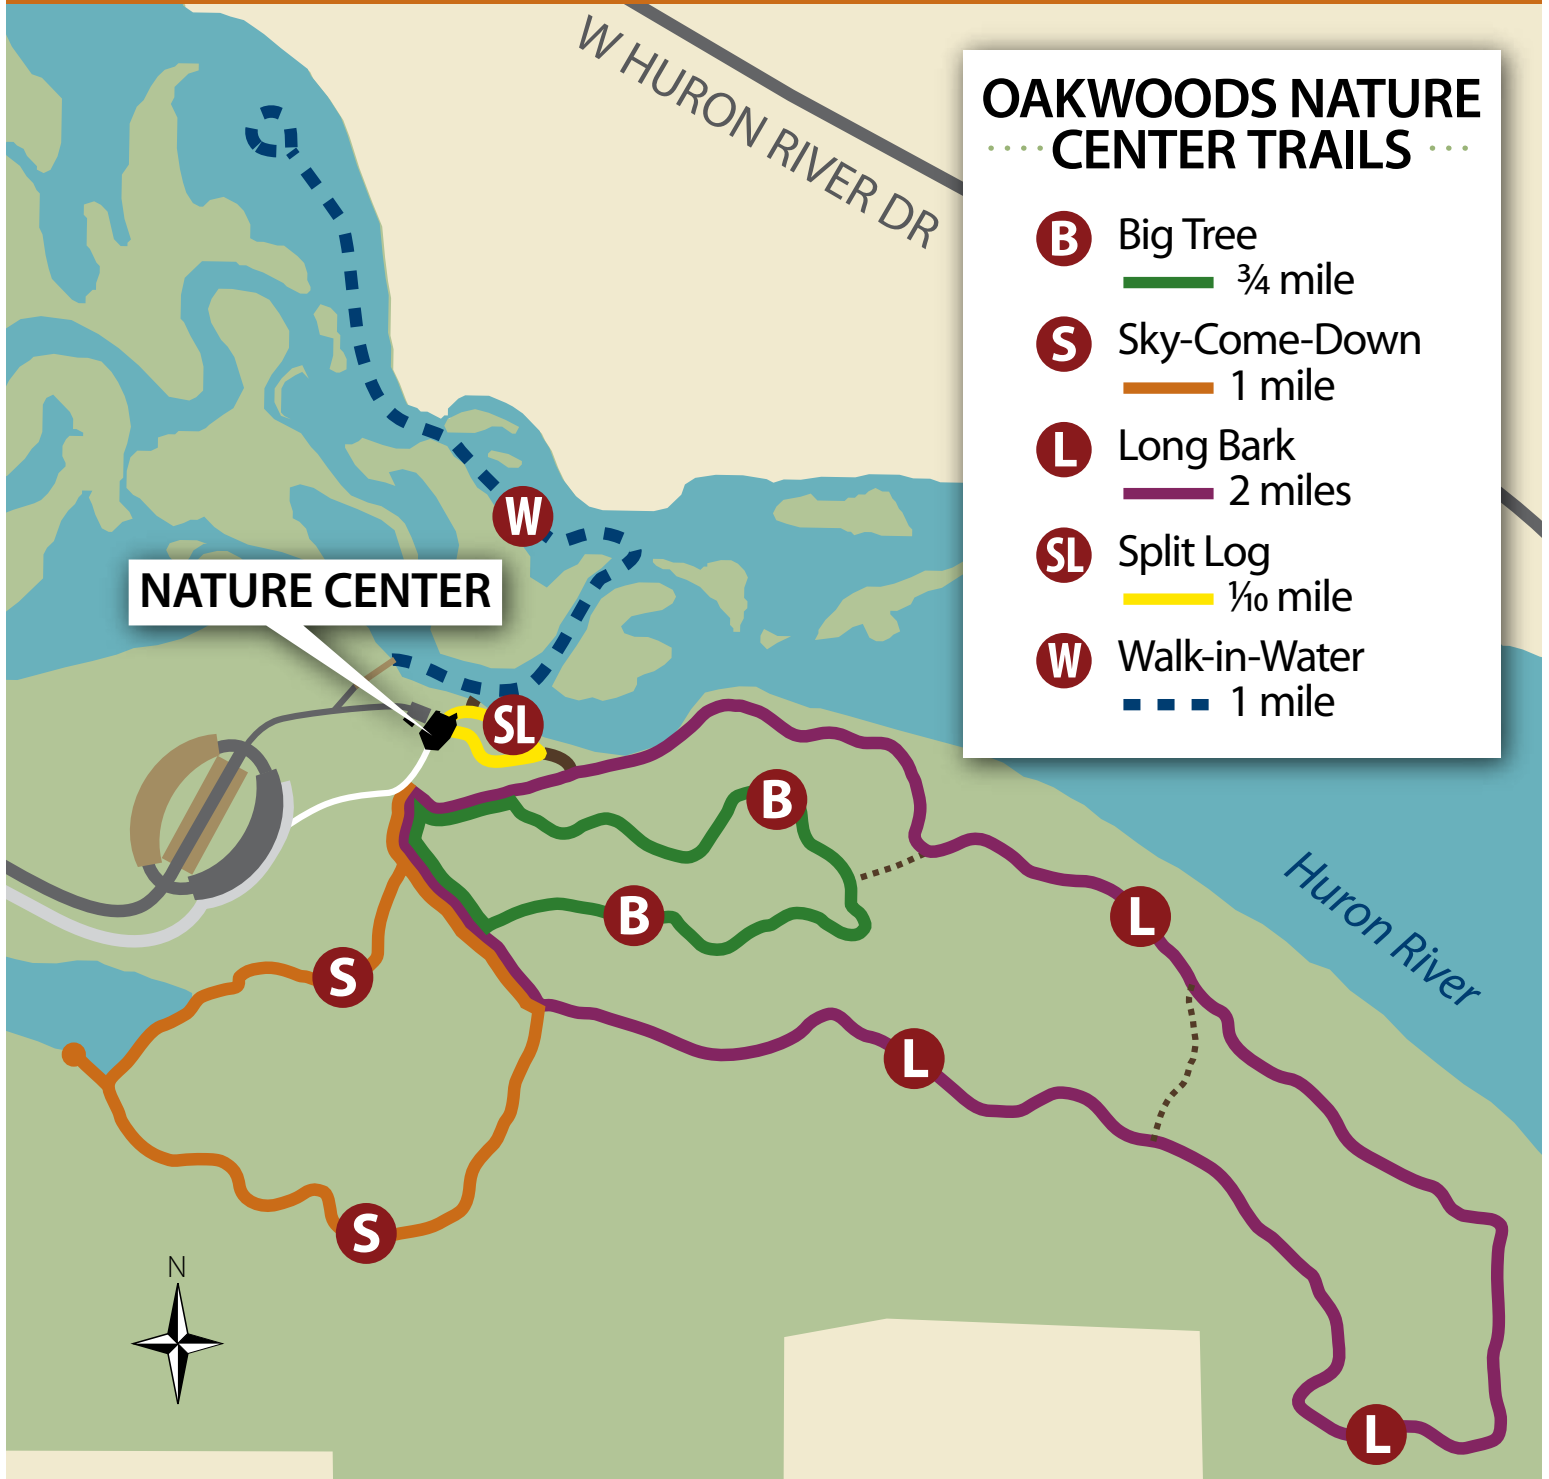 W HURON RIVER DR
OAKWOODS NATURE
CENTER TRAILS
B Big Tree
¾ mile
S Sky-Come-Down
1 mile
L Long Bark
2 miles
SL Split Log
⅒ mile
W Walk-in-Water
1 mile
W
NATURE CENTER
SL
B
B
L
Huron River
S
L
S
N
L